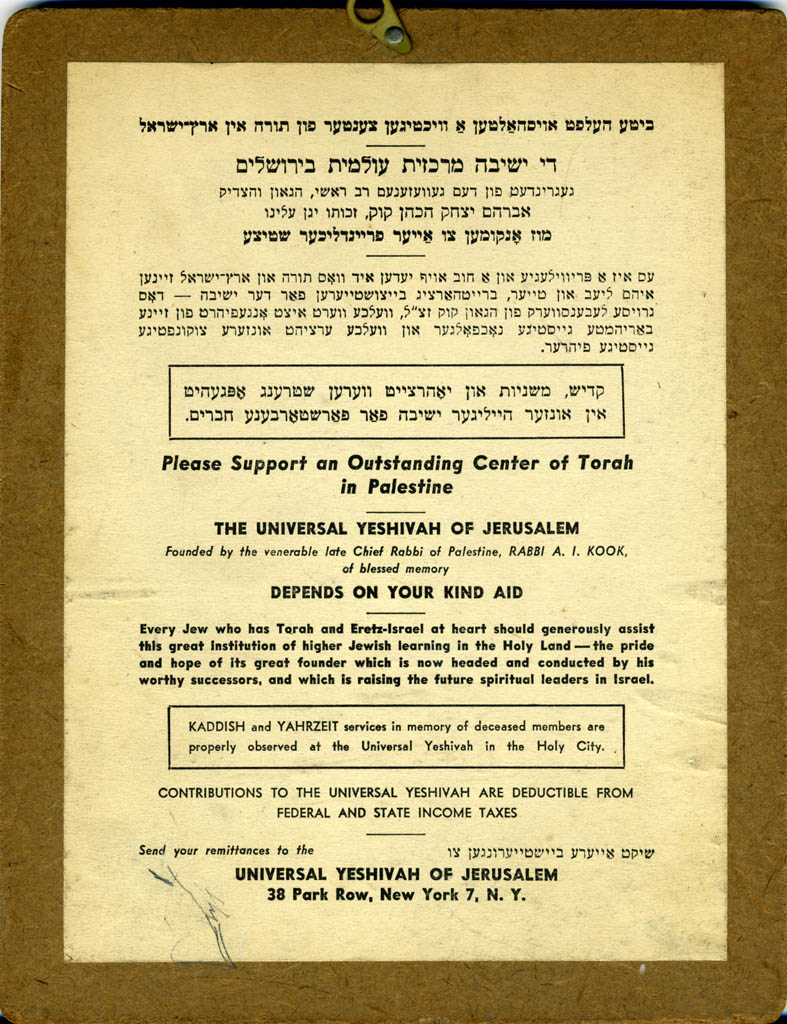 ביטע העלפט אויסהאַלטען אַ וויכטיגען צענטער פון תורה אין ארץ־ישראל
די ישיבה מרכזית עולמית בירושלים
געגרינדעט פון דעם געוועזענעם רב ראשי, הגאון והצדיק
אברהם יצחק הכהן קוק, זכותו יגן עלינו
מוז אָנקומען צו אייער פריינדליכער שטיצע
עס איז אַ פּריווילעגיע און אַ חוב אויף יעדען איד וואָס תורה און ארץ־ישראל זיינען
איהם ליעב און טייער, ברייטהאַרציג בייצושטייערען פאַר דער ישיבה — דאָס
גרויסע לעבענסווערק פון הגאון קוק זצ"ל, וועלכע ווערט איצט אָנגעפיהרט פון זיינע
באַריהמטע גייסטיגע נאָכפאָלגער און וועלכע ערציהט אונזערע צוקונפטיגע
גייסטיגע פיהרער.
קדיש, משניות און יאָהרצייט ווערען שטרענג אָפּגעהיט
אין אונזער הייליגער ישיבה פאַר פאַרשטאָרבענע חברים.
Please Support an Outstanding Center of Torah
in Palestine
THE UNIVERSAL YESHIVAH OF JERUSALEM
Founded by the venerable late Chief Rabbi of Palestine, RABBI A. I. KOOK,
of blessed memory
DEPENDS ON YOUR KIND AID
Every Jew who has Torah and Eretz-Israel at heart should generously assist
this great Institution of higher Jewish learning in the Holy Land — the pride
and hope of its great founder which is now headed and conducted by his
worthy successors, and which is raising the future spiritual leaders in Israel.
KADDISH and YAHRZEIT services in memory of deceased members are
properly observed at the Universal Yeshivah in the Holy City.
CONTRIBUTIONS TO THE UNIVERSAL YESHIVAH ARE DEDUCTIBLE FROM
FEDERAL AND STATE INCOME TAXES
Send your remittances to the שיקט אייערע ביישטייערונגען צו
UNIVERSAL YESHIVAH OF JERUSALEM
38 Park Row, New York 7, N. Y.